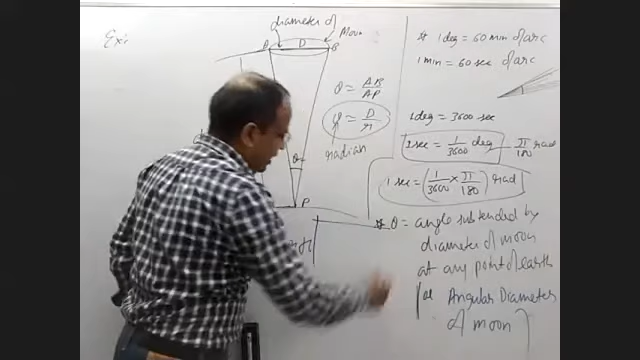 Ex:
diameter of
Moon
A D B
θ = AB/AP
θ = D/r
radian
θ
P
1 deg = 60 min of arc
1 min = 60 sec of arc
1 deg = 3600 sec
1 sec = 1/3600 deg = π/180 rad
1 sec = (1/3600 × π/180) rad
θ = angle subtended by
diameter of moon
at any point of earth
or Angular Diameter
of moon